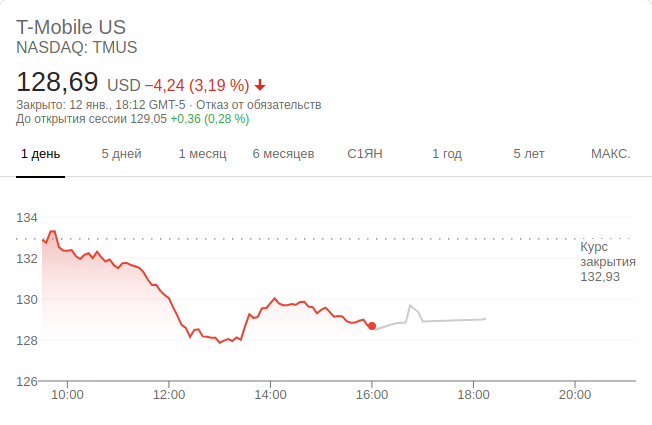 T-Mobile US
NASDAQ: TMUS
128,69 USD −4,24 (3,19 %)
Закрыто: 12 янв., 18:12 GMT-5 · Отказ от обязательств
До открытия сессии 129,05 +0,36 (0,28 %)
1 день 5 дней 1 месяц 6 месяцев С1ЯН 1 год 5 лет МАКС.
134
Курс
132 закрытия
132,93
130
128
126
10:00 12:00 14:00 16:00 18:00 20:00